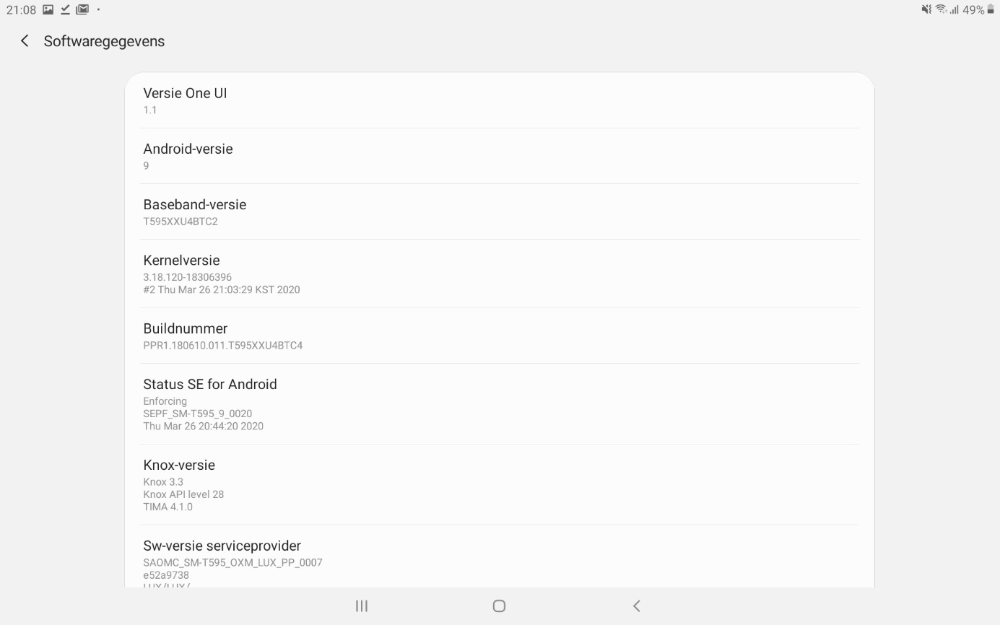 21:08
49%
Softwaregegevens
Versie One UI
1.1
Android-versie
9
Baseband-versie
T595XXU4BTC2
Kernelversie
3.18.120-18306396
#2 Thu Mar 26 21:03:29 KST 2020
Buildnummer
PPR1.180610.011.T595XXU4BTC4
Status SE for Android
Enforcing
SEPF_SM-T595_9_0020
Thu Mar 26 20:44:20 2020
Knox-versie
Knox 3.3
Knox API level 28
TIMA 4.1.0
Sw-versie serviceprovider
SAOMC_SM-T595_OXM_LUX_PP_0007
e52a9738
LUX/LUX/